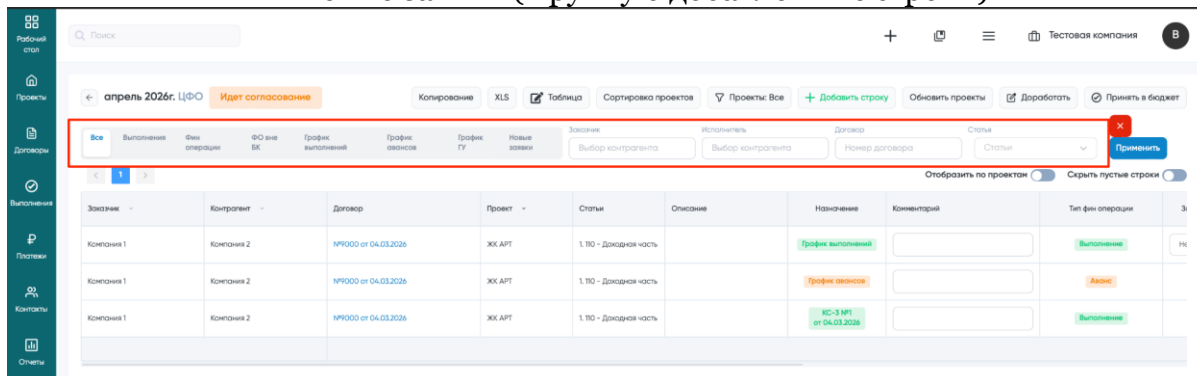 Рабочий стол
Поиск
Тестовая компания
В
Проекты
Договоры
Выполнения
Платежи
Контакты
Отчеты
апрель 2026г. ЦФО Идет согласование
Копирование XLS Таблица Сортировка проектов Проекты: Все Добавить строку Обновить проекты Доработать Принять в бюджет
Все Выполнения Фин операции ФО вне БК График выполнений График авансов График ГУ Новые заявки
Заказчик Исполнитель Договор Статья
Выбор контрагента Выбор контрагента Номер договора Статьи Применить
1
Отобразить по проектам Скрыть пустые строки
Заказчик Контрагент Договор Проект Статьи Описание Назначение Комментарий Тип фин операции
Компания 1 Компания 2 №9000 от 04.03.2026 ЖК АРТ 1. 110 - Доходная часть График выполнений Выполнение
Компания 1 Компания 2 №9000 от 04.03.2026 ЖК АРТ 1. 110 - Доходная часть График авансов Аванс
Компания 1 Компания 2 №9000 от 04.03.2026 ЖК АРТ 1. 110 - Доходная часть КС-3 №1 от 04.03.2026 Выполнение